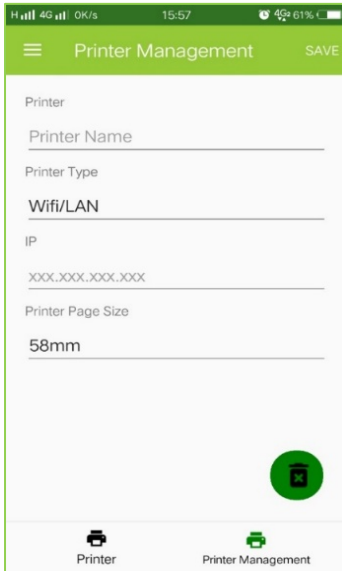 H 4G 0K/s 15:57 4G 61%
Printer Management SAVE
Printer
Printer Name
Printer Type
Wifi/LAN
IP
xxx.xxx.xxx.xxx
Printer Page Size
58mm
Printer Printer Management